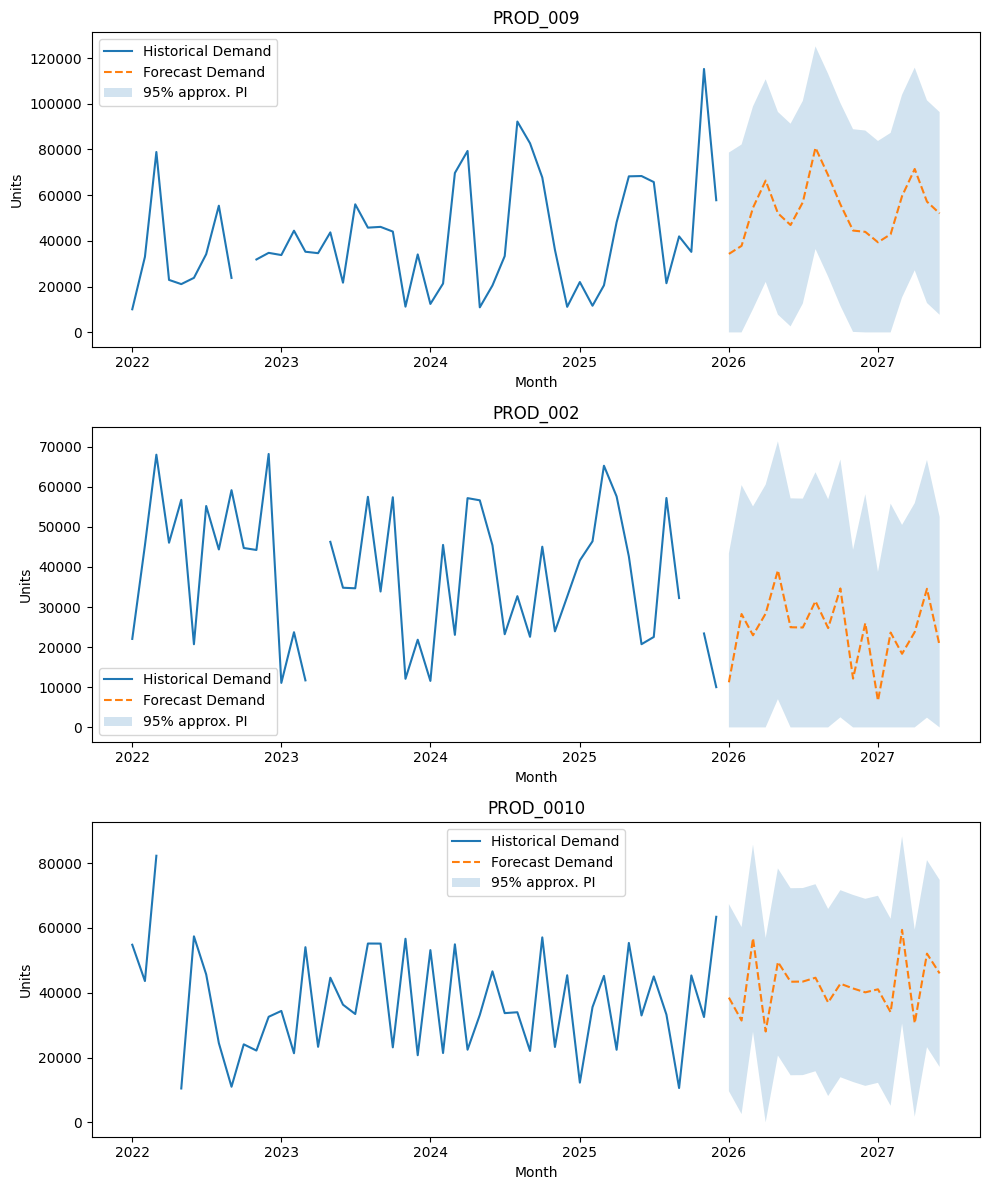 PROD_009
120000
100000
80000
60000
40000
20000
0
Units
Historical Demand
Forecast Demand
95% approx. PI
2022
2023
2024
2025
2026
2027
Month
PROD_002
70000
60000
50000
40000
30000
20000
10000
0
Units
Historical Demand
Forecast Demand
95% approx. PI
2022
2023
2024
2025
2026
2027
Month
PROD_0010
80000
60000
40000
20000
0
Units
Historical Demand
Forecast Demand
95% approx. PI
2022
2023
2024
2025
2026
2027
Month